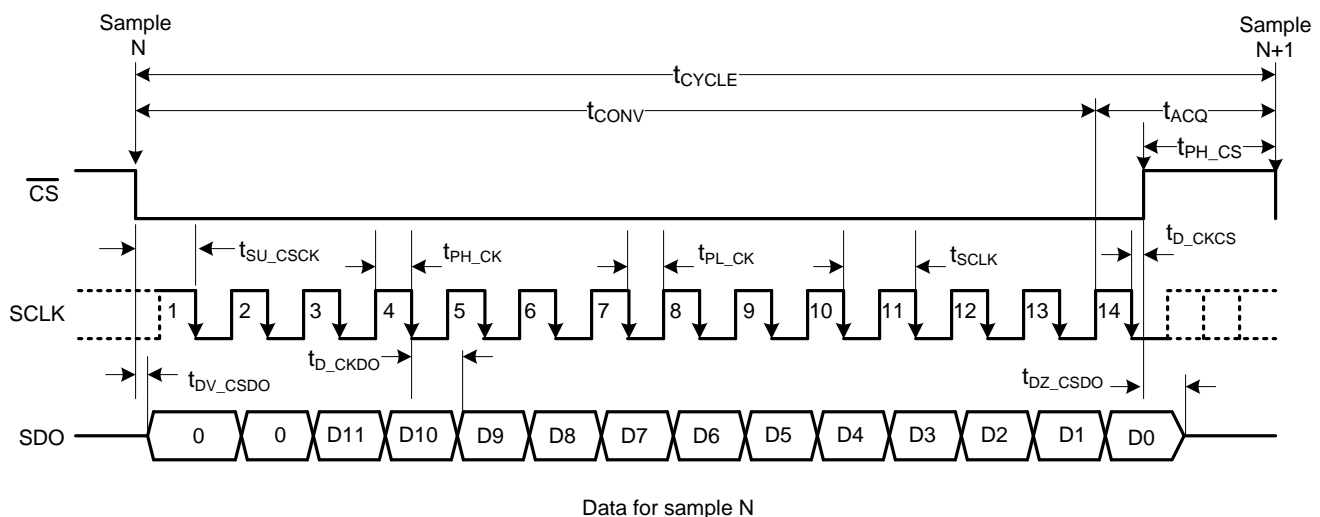 Sample
N
Sample
N+1
tCYCLE
tCONV
tACQ
tPH_CS
CS
tSU_CSCK
tPH_CK
tPL_CK
tSCLK
tD_CKCS
SCLK
1 2 3 4 5 6 7 8 9 10 11 12 13 14
tD_CKDO
tDV_CSDO
tDZ_CSDO
SDO
0 0 D11 D10 D9 D8 D7 D6 D5 D4 D3 D2 D1 D0
Data for sample N